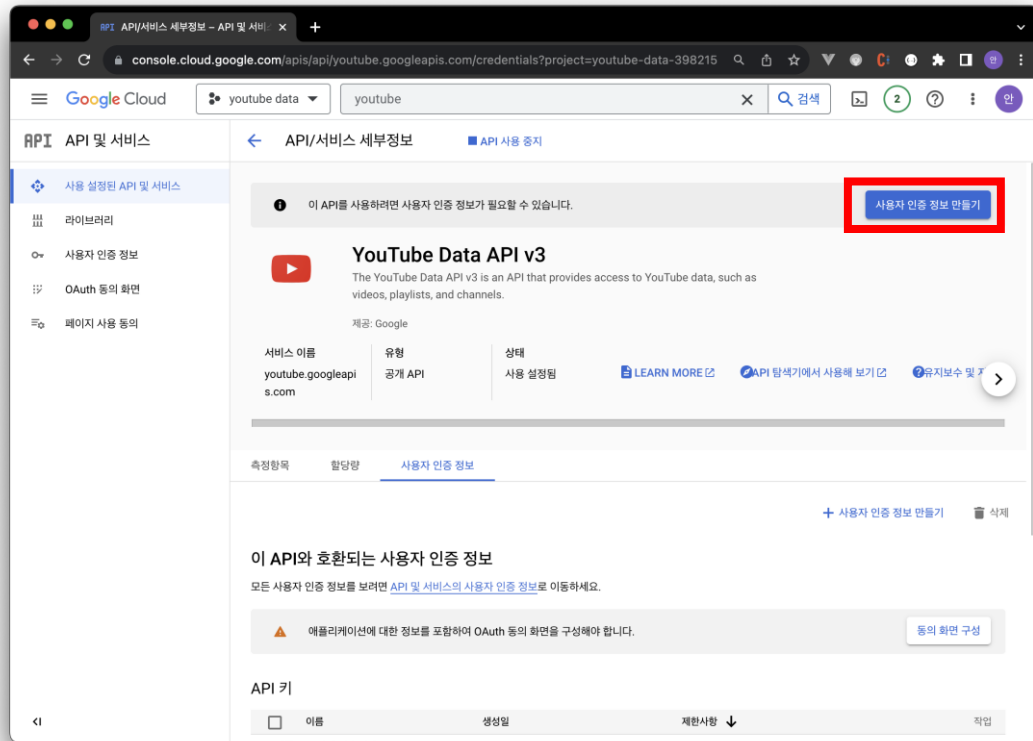 API API/서비스 세부정보 – API 및 서비
console.cloud.google.com/apis/api/youtube.googleapis.com/credentials?project=youtube-data-398215
Google Cloud youtube data youtube 검색 2 안
API API 및 서비스
API/서비스 세부정보 API 사용 중지
사용 설정된 API 및 서비스
라이브러리
사용자 인증 정보
OAuth 동의 화면
페이지 사용 동의
이 API를 사용하려면 사용자 인증 정보가 필요할 수 있습니다. 사용자 인증 정보 만들기
YouTube Data API v3
The YouTube Data API v3 is an API that provides access to YouTube data, such as
videos, playlists, and channels.
제공: Google
서비스 이름 유형 상태
youtube.googleapi 공개 API 사용 설정됨 LEARN MORE API 탐색기에서 사용해 보기 유지보수 및
s.com
측정항목 할당량 사용자 인증 정보
사용자 인증 정보 만들기 삭제
이 API와 호환되는 사용자 인증 정보
모든 사용자 인증 정보를 보려면 API 및 서비스의 사용자 인증 정보로 이동하세요.
애플리케이션에 대한 정보를 포함하여 OAuth 동의 화면을 구성해야 합니다. 동의 화면 구성
API 키
이름 생성일 제한사항 작업